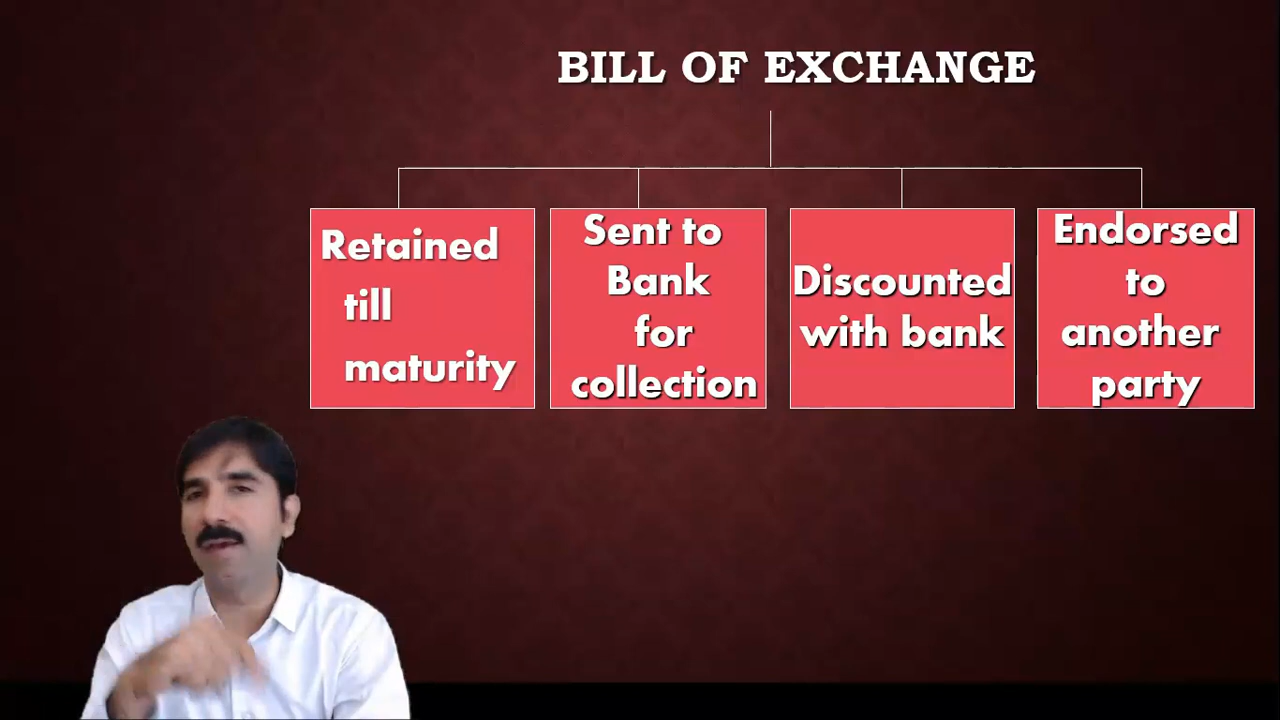 BILL OF EXCHANGE
Retained
till
maturity
Sent to
Bank
for
collection
Discounted
with bank
Endorsed
to
another
party